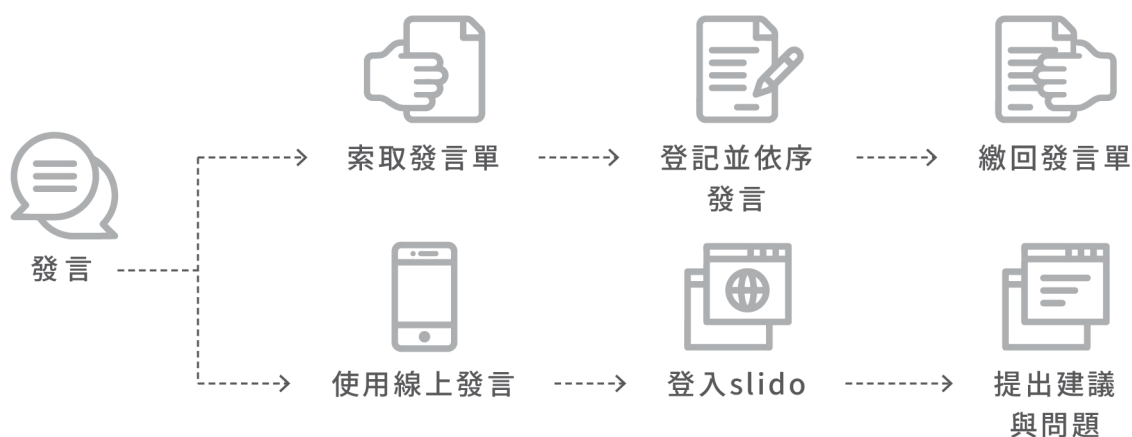 發言
索取發言單
登記並依序
發言
繳回發言單
使用線上發言
登入slido
提出建議
與問題